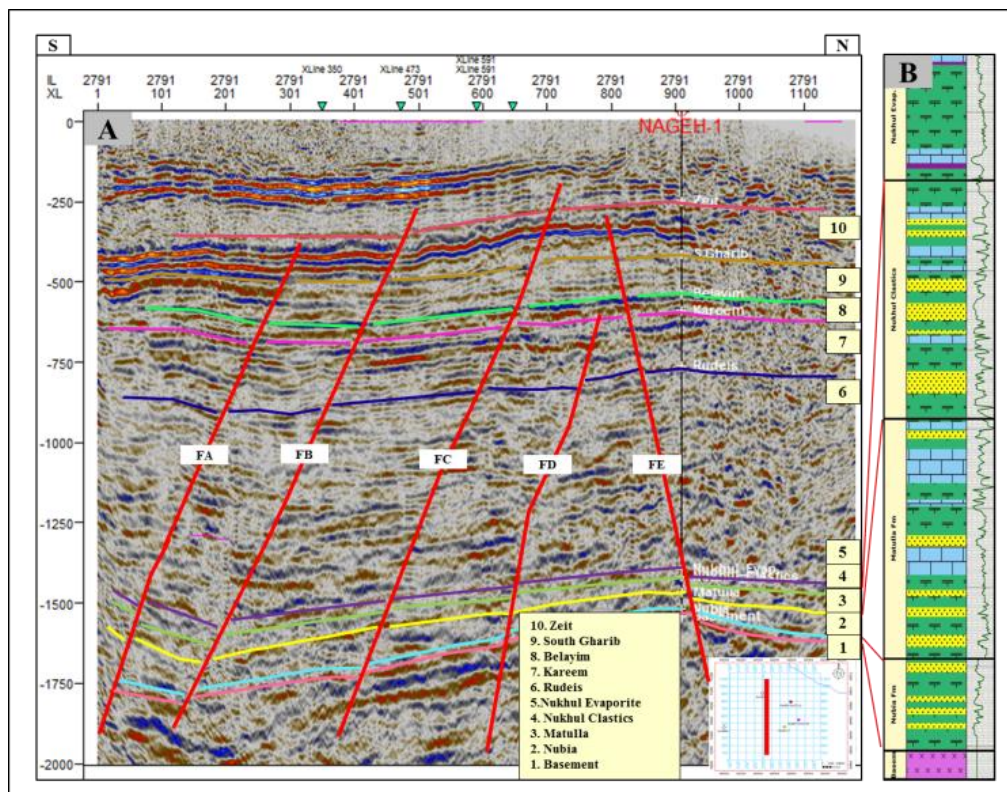 S
N
B
XLine 591
XLine 350 XLine 473 XLine 591
IL 2791 2791 2791 2791 2791 2791 2791 2791 2791 2791 2791 2791
XL 1 101 201 301 401 501 600 700 800 900 1000 1100
A
NAGEH-1
0
-250
-500
-750
-1000
-1250
-1500
-1750
-2000
Zeit
S Gharib
Belayim
Kareem
Rudeis
Nukhul Evap.
Matulla
Nubia
10
9
8
7
6
5
4
3
2
1
FA
FB
FC
FD
FE
10. Zeit
9. South Gharib
8. Belayim
7. Kareem
6. Rudeis
5.Nukhul Evaporite
4. Nukhul Clastics
3. Matulla
2. Nubia
1. Basement
Nukhul Evap.
Nukhul Clastics
Matulla Fm
Nubia Fm